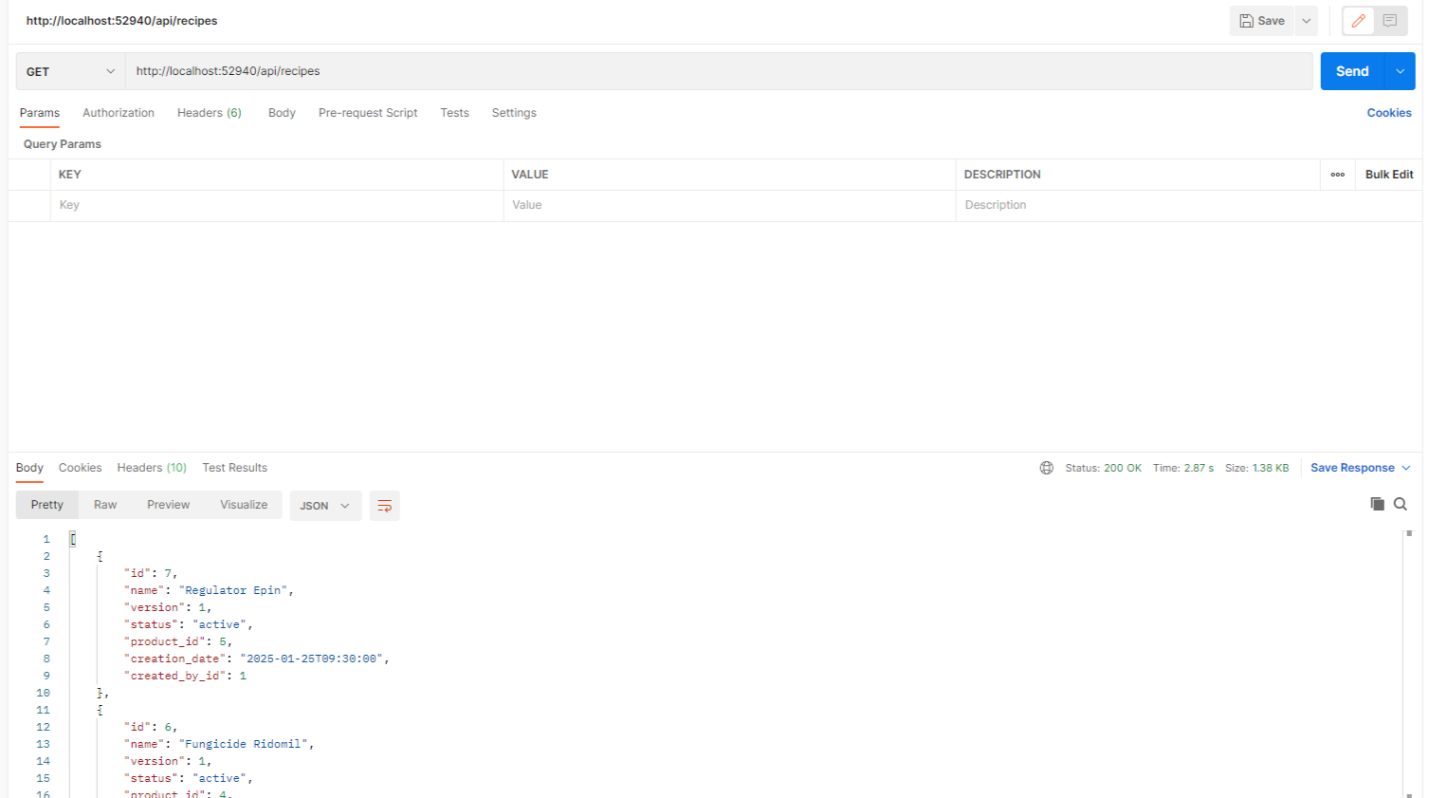 http://localhost:52940/api/recipes Save
GET http://localhost:52940/api/recipes Send
Params Authorization Headers (6) Body Pre-request Script Tests Settings Cookies
Query Params
KEY VALUE DESCRIPTION ooo Bulk Edit
Key Value Description
Body Cookies Headers (10) Test Results Status: 200 OK Time: 2.87 s Size: 1.38 KB Save Response
Pretty Raw Preview Visualize JSON
1 [
2 {
3 "id": 7,
4 "name": "Regulator Epin",
5 "version": 1,
6 "status": "active",
7 "product_id": 5,
8 "creation_date": "2025-01-25T09:30:00",
9 "created_by_id": 1
10 },
11 {
12 "id": 6,
13 "name": "Fungicide Ridomil",
14 "version": 1,
15 "status": "active",
16 "product_id": 4,